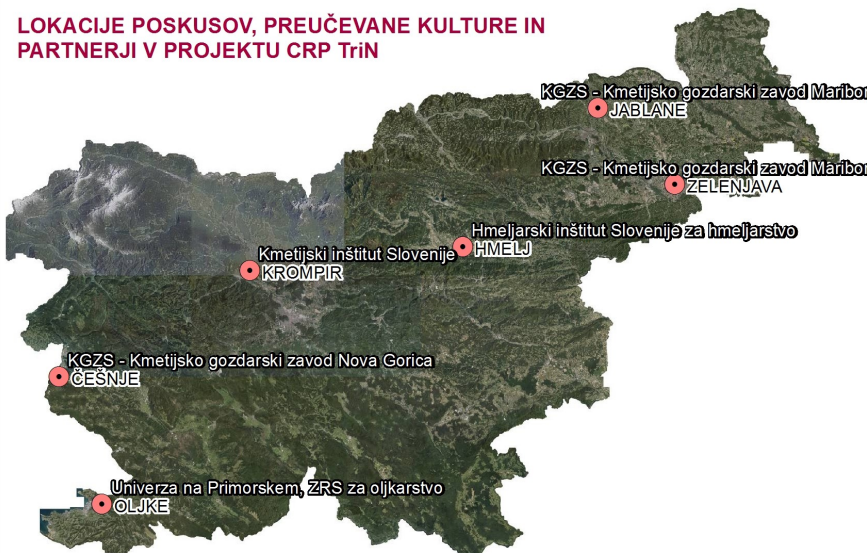 LOKACIJE POSKUSOV, PREUČEVANE KULTURE IN
PARTNERJI V PROJEKTU CRP TriN
KGZS - Kmetijsko gozdarski zavod Maribor
JABLANE
KGZS - Kmetijsko gozdarski zavod Maribor
ZELENJAVA
Hmeljarski inštitut Slovenije za hmeljarstvo
HMELJ
Kmetijski inštitut Slovenije
KROMPIR
KGZS - Kmetijsko gozdarski zavod Nova Gorica
ČEŠNJE
Univerza na Primorskem, ZRS za oljkarstvo
OLJKE